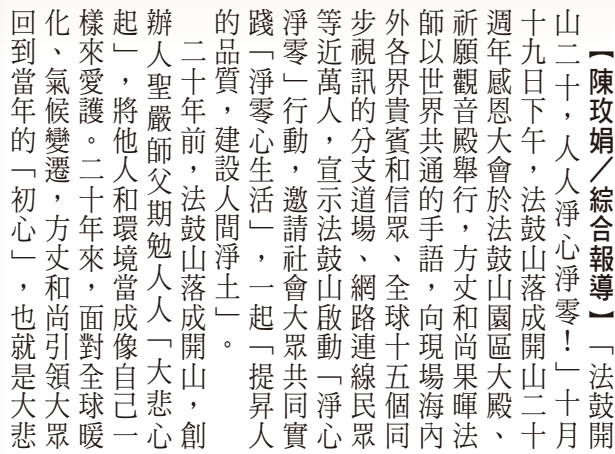 【陳玫娟／綜合報導】「法鼓開
山二十，人人淨心淨零！」十月
十九日下午，法鼓山落成開山二十
週年感恩大會於法鼓山園區大殿、
祈願觀音殿舉行，方丈和尚果暉法
師以世界共通的手語，向現場海內
外各界貴賓和信眾、全球十五個同
步視訊的分支道場、網路連線民眾
等近萬人，宣示法鼓山啟動「淨心
淨零」行動，邀請社會大眾共同實
踐「淨零心生活」，一起「提昇人
的品質，建設人間淨土」。
二十年前，法鼓山落成開山，創
辦人聖嚴師父期勉人人「大悲心
起」，將他人和環境當成像自己一
樣來愛護。二十年來，面對全球暖
化、氣候變遷，方丈和尚引領大眾
回到當年的「初心」，也就是大悲